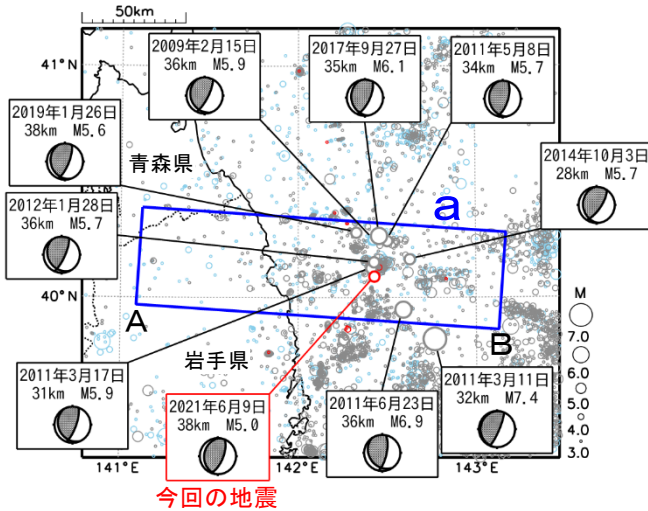 50km
41°N
40°N
141°E
142°E
143°E
2009年2月15日
36km M5.9
2017年9月27日
35km M6.1
2011年5月8日
34km M5.7
2019年1月26日
38km M5.6
青森県
2014年10月3日
28km M5.7
2012年1月28日
36km M5.7
a
A
B
岩手県
M
7.0
6.0
5.0
4.0
3.0
2011年3月17日
31km M5.9
2021年6月9日
38km M5.0
2011年6月23日
36km M6.9
2011年3月11日
32km M7.4
今回の地震